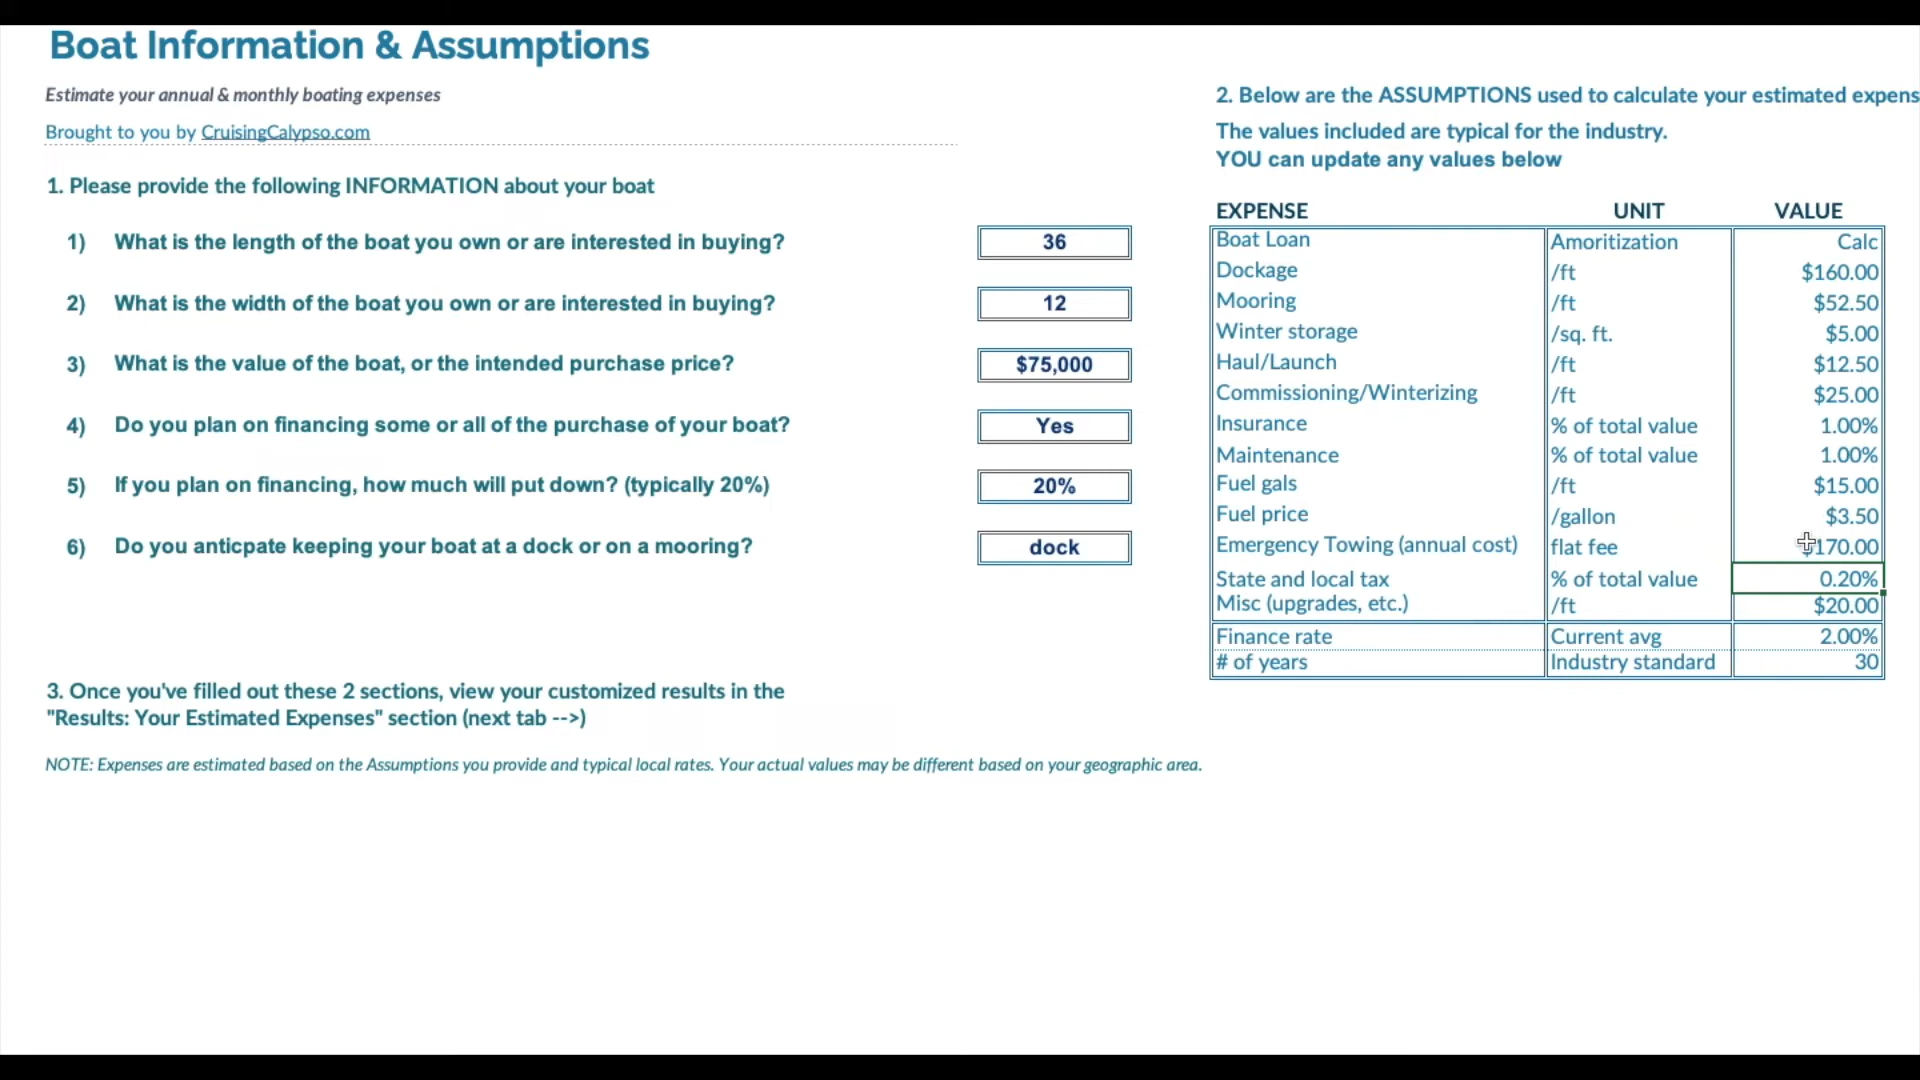 Boat Information & Assumptions
Estimate your annual & monthly boating expenses
Brought to you by CruisingCalypso.com
1. Please provide the following INFORMATION about your boat
1) What is the length of the boat you own or are interested in buying? 36
2) What is the width of the boat you own or are interested in buying? 12
3) What is the value of the boat, or the intended purchase price? $75,000
4) Do you plan on financing some or all of the purchase of your boat? Yes
5) If you plan on financing, how much will put down? (typically 20%) 20%
6) Do you anticpate keeping your boat at a dock or on a mooring? dock
3. Once you've filled out these 2 sections, view your customized results in the
"Results: Your Estimated Expenses" section (next tab -->)
NOTE: Expenses are estimated based on the Assumptions you provide and typical local rates. Your actual values may be different based on your geographic area.
2. Below are the ASSUMPTIONS used to calculate your estimated expens
The values included are typical for the industry.
YOU can update any values below
EXPENSE UNIT VALUE
Boat Loan Amoritization Calc
Dockage /ft $160.00
Mooring /ft $52.50
Winter storage /sq. ft. $5.00
Haul/Launch /ft $12.50
Commissioning/Winterizing /ft $25.00
Insurance % of total value 1.00%
Maintenance % of total value 1.00%
Fuel gals /ft $15.00
Fuel price /gallon $3.50
Emergency Towing (annual cost) flat fee $170.00
State and local tax % of total value 0.20%
Misc (upgrades, etc.) /ft $20.00
Finance rate Current avg 2.00%
# of years Industry standard 30